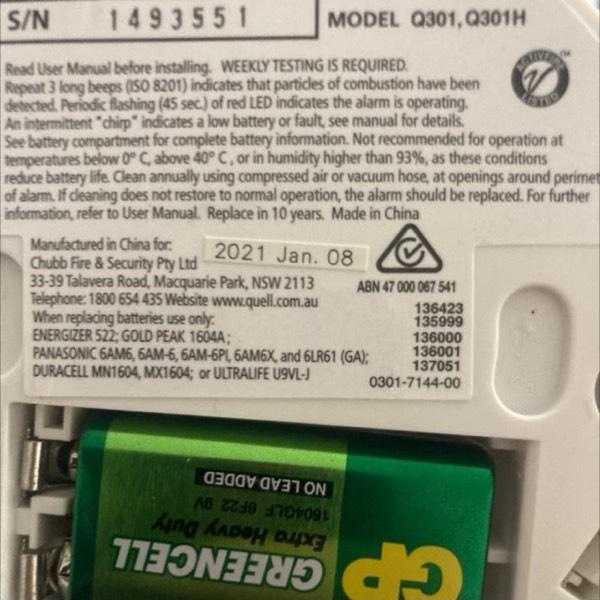 S/N 1493551 MODEL Q301, Q301H
Read User Manual before installing. WEEKLY TESTING IS REQUIRED.
Repeat 3 long beeps (ISO 8201) indicates that particles of combustion have been
detected. Periodic flashing (45 sec.) of red LED indicates the alarm is operating.
An intermittent "chirp" indicates a low battery or fault, see manual for details.
See battery compartment for complete battery information. Not recommended for operation at
temperatures below 0° C, above 40° C, or in humidity higher than 93%, as these conditions
reduce battery life. Clean annually using compressed air or vacuum hose, at openings around perimet
of alarm. If cleaning does not restore to normal operation, the alarm should be replaced. For further
information, refer to User Manual. Replace in 10 years. Made in China
ACTIVFIRE
LISTED
Manufactured in China for:
2021 Jan. 08
Chubb Fire & Security Pty Ltd
33-39 Talavera Road, Macquarie Park, NSW 2113
ABN 47 000 067 541
Telephone: 1800 654 435 Website www.quell.com.au
When replacing batteries use only:
ENERGIZER 522; GOLD PEAK 1604A;
PANASONIC 6AM6, 6AM-6, 6AM-6PI, 6AM6X, and 6LR61 (GA);
DURACELL MN1604, MX1604; or ULTRALIFE U9VL-J
136423
135999
136000
136001
137051
0301-7144-00
GP
GREENCELL
Extra Heavy Duty
1604GLF 6F22 9V
NO LEAD ADDED